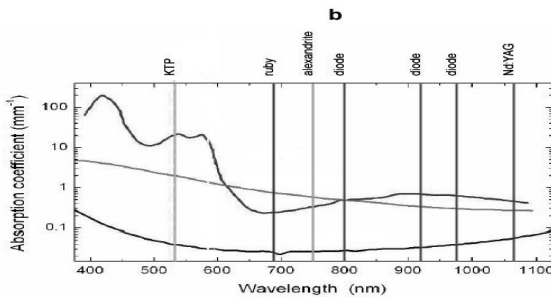 b
KTP
ruby
alexandrite
diode
diode
diode
Nd:YAG
Absorption coefficient (mm⁻¹)
100
10
1
0.1
400 500 600 700 800 900 1000 1100
Wavelength (nm)